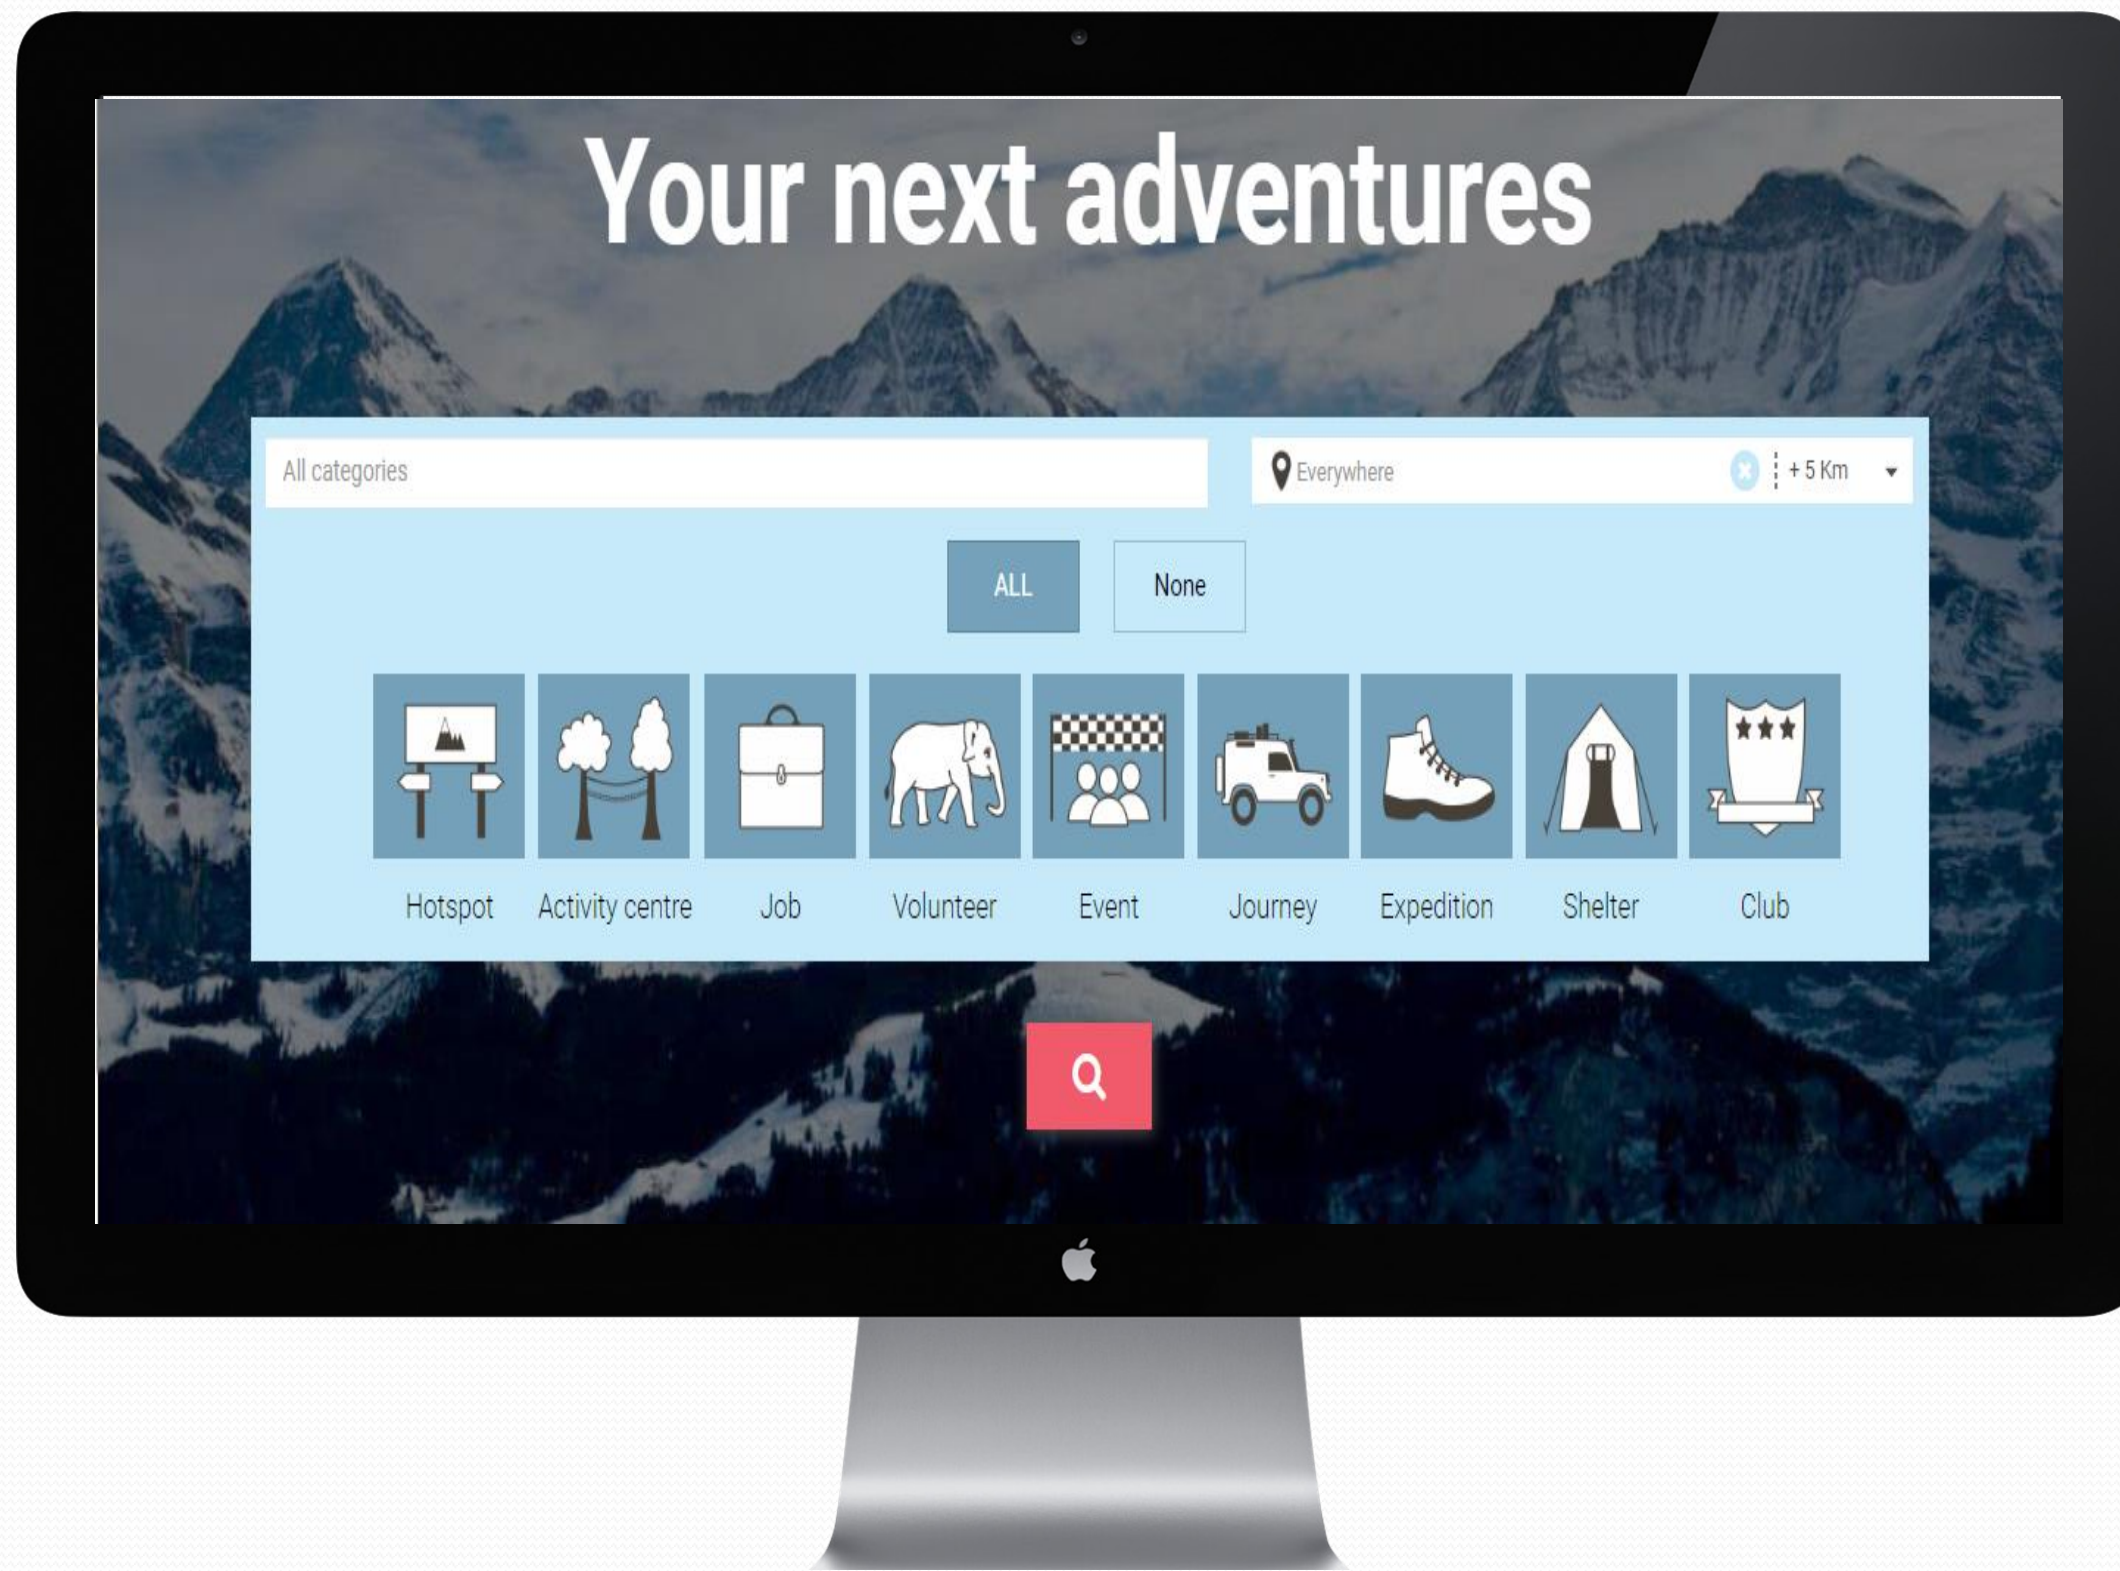 Your next adventures
All categories
Everywhere + 5 Km
ALL None
Hotspot Activity centre Job Volunteer Event Journey Expedition Shelter Club